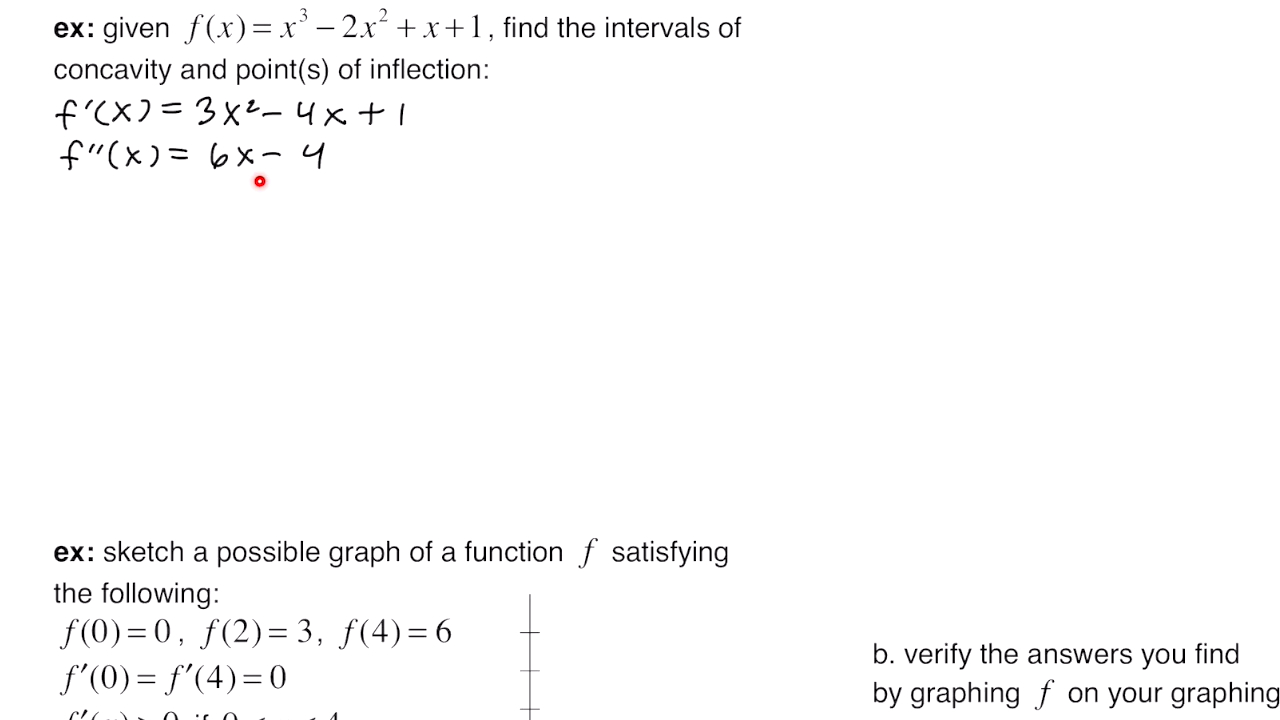 ex: given f(x) = x³ − 2x² + x + 1, find the intervals of
concavity and point(s) of inflection:
f'(x) = 3x² − 4x + 1
f''(x) = 6x − 4
ex: sketch a possible graph of a function f satisfying
the following:
f(0) = 0, f(2) = 3, f(4) = 6
f′(0) = f′(4) = 0
b. verify the answers you find
by graphing f on your graphing